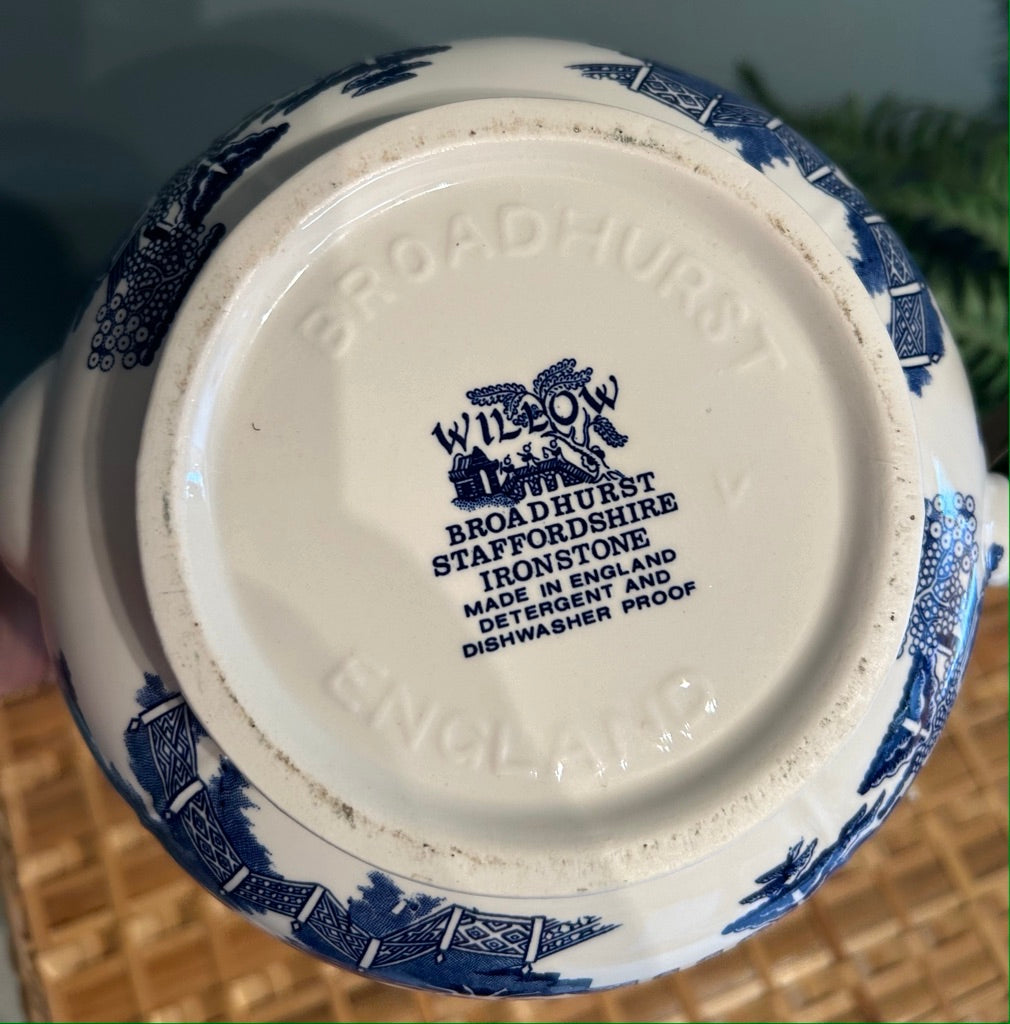 BROADHURST
WILLOW
BROADHURST
STAFFORDSHIRE
IRONSTONE
MADE IN ENGLAND
DETERGENT AND
DISHWASHER PROOF
ENGLAND